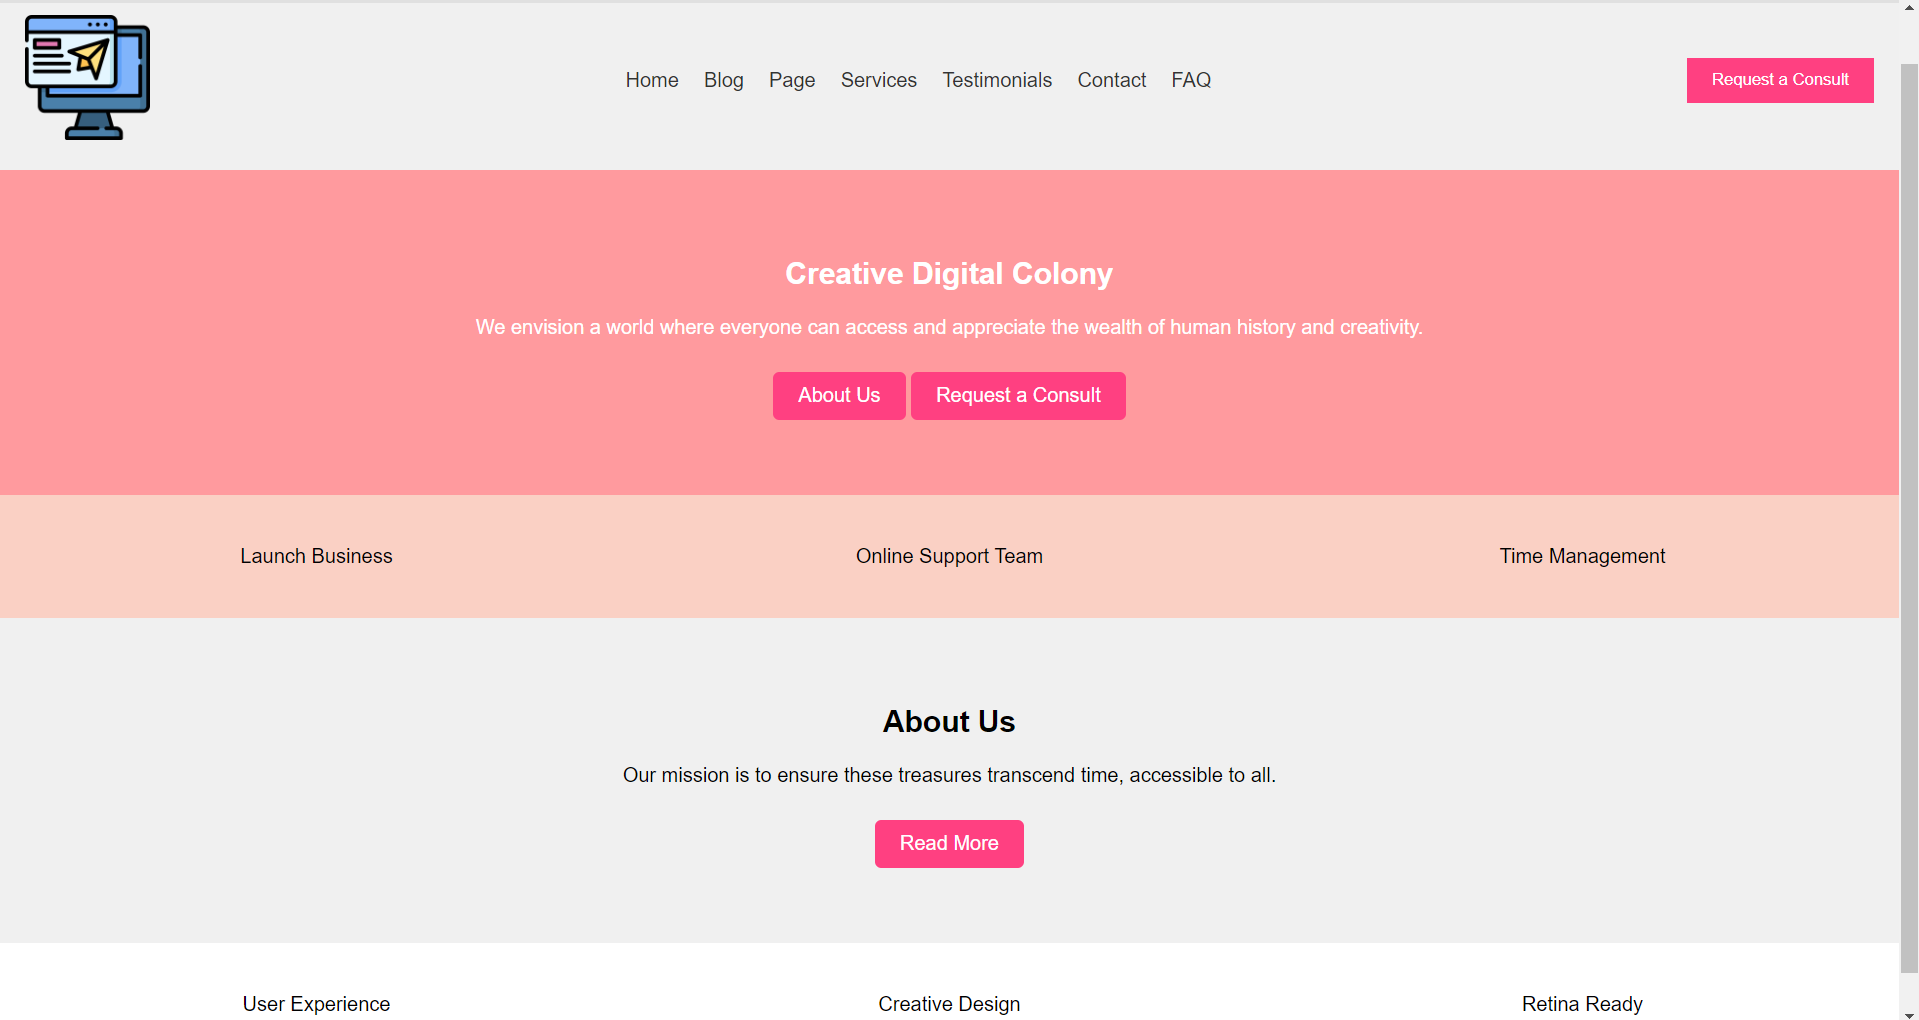 Home Blog Page Services Testimonials Contact FAQ
Request a Consult
Creative Digital Colony
We envision a world where everyone can access and appreciate the wealth of human history and creativity.
About Us Request a Consult
Launch Business Online Support Team Time Management
About Us
Our mission is to ensure these treasures transcend time, accessible to all.
Read More
User Experience Creative Design Retina Ready